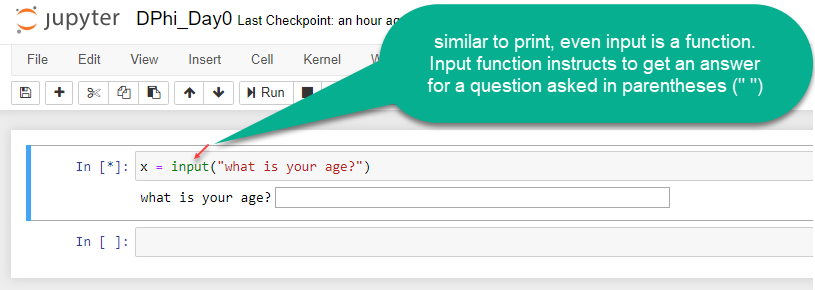 jupyter DPhi_Day0 Last Checkpoint: an hour ag
similar to print, even input is a function.
Input function instructs to get an answer
for a question asked in parentheses (" ")
File Edit View Insert Cell Kernel
Run
In [*]: x = input("what is your age?")
what is your age?
In [ ]: